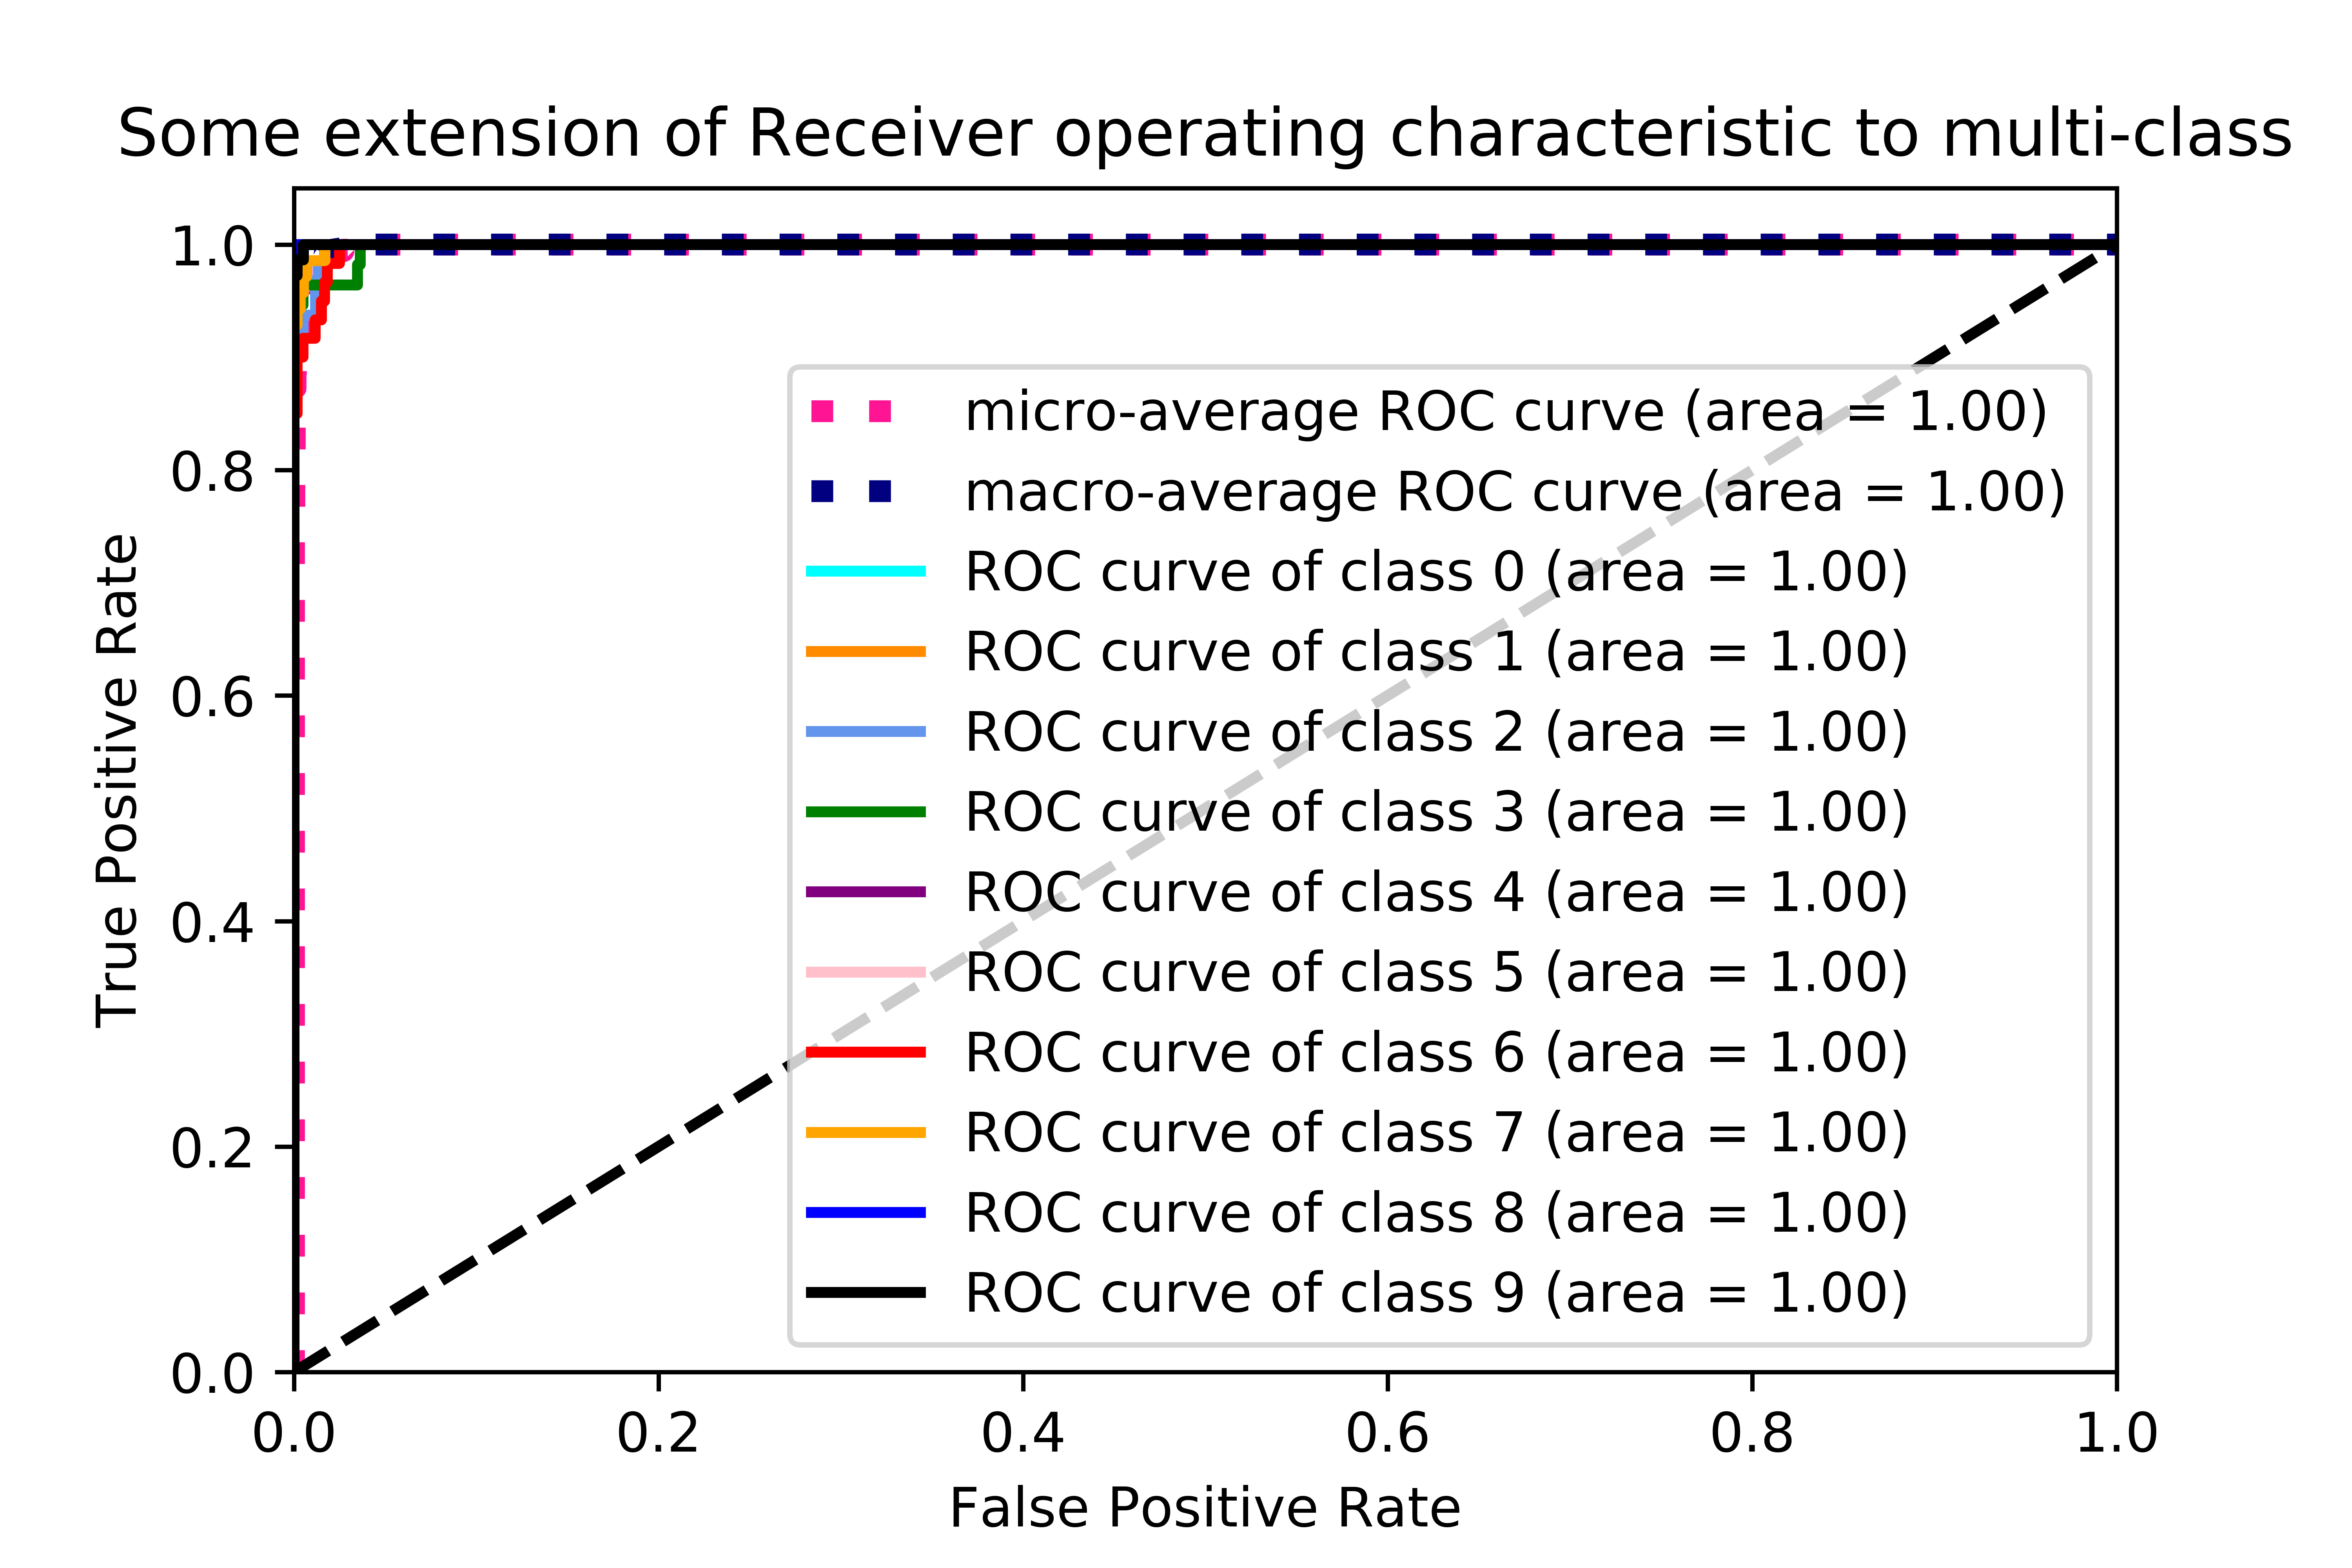 Some extension of Receiver operating characteristic to multi-class
1.0
0.8
0.6
0.4
0.2
0.0
True Positive Rate
micro-average ROC curve (area = 1.00)
macro-average ROC curve (area = 1.00)
ROC curve of class 0 (area = 1.00)
ROC curve of class 1 (area = 1.00)
ROC curve of class 2 (area = 1.00)
ROC curve of class 3 (area = 1.00)
ROC curve of class 4 (area = 1.00)
ROC curve of class 5 (area = 1.00)
ROC curve of class 6 (area = 1.00)
ROC curve of class 7 (area = 1.00)
ROC curve of class 8 (area = 1.00)
ROC curve of class 9 (area = 1.00)
0.0 0.2 0.4 0.6 0.8 1.0
False Positive Rate